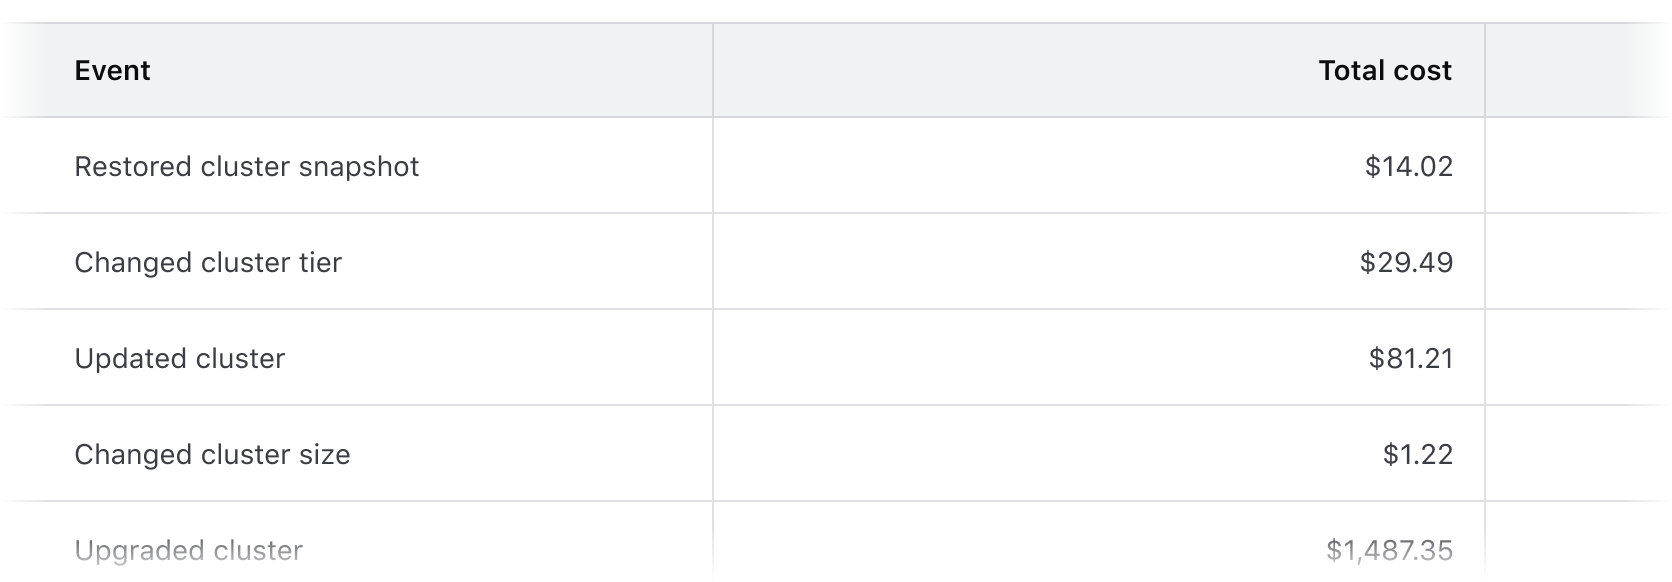 Event Total cost
Restored cluster snapshot $14.02
Changed cluster tier $29.49
Updated cluster $81.21
Changed cluster size $1.22
Upgraded cluster $1,487.35